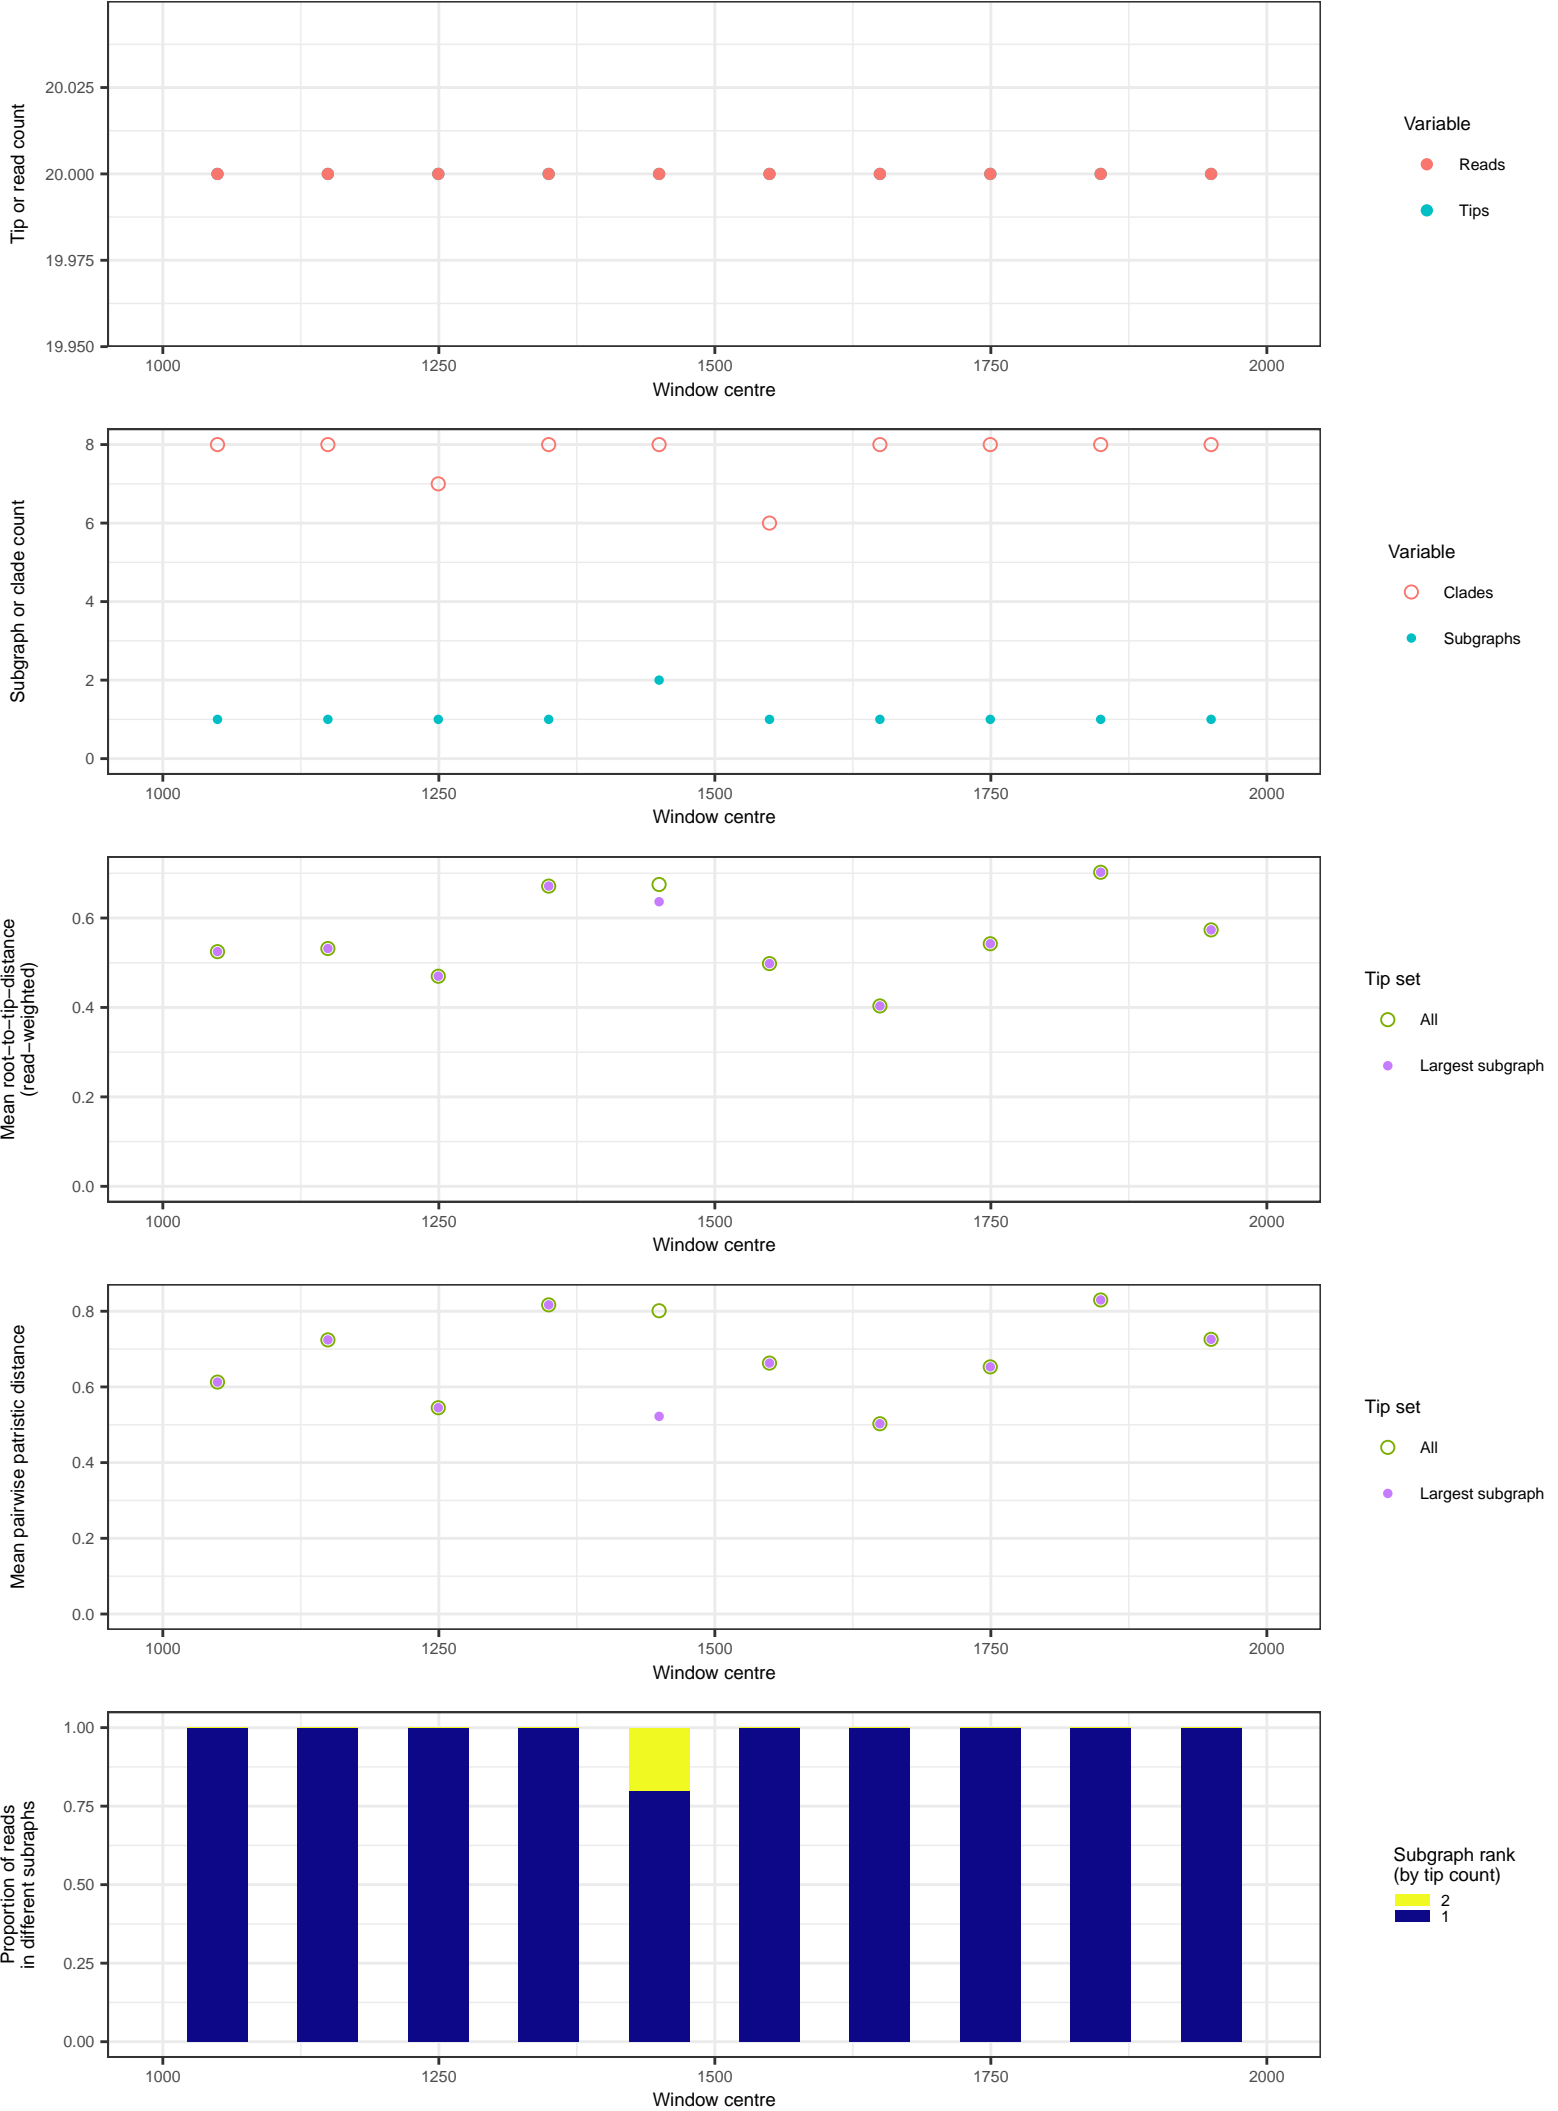 Tip or read count
20.025
20.000
19.975
19.950
1000 1250 1500 1750 2000
Window centre
Variable
Reads
Tips
Subgraph or clade count
8
6
4
2
0
1000 1250 1500 1750 2000
Window centre
Variable
Clades
Subgraphs
Mean root−to−tip−distance
(read−weighted)
0.6
0.4
0.2
0.0
1000 1250 1500 1750 2000
Window centre
Tip set
All
Largest subgraph
Mean pairwise patristic distance
0.8
0.6
0.4
0.2
0.0
1000 1250 1500 1750 2000
Window centre
Tip set
All
Largest subgraph
Proportion of reads
in different subraphs
1.00
0.75
0.50
0.25
0.00
1000 1250 1500 1750 2000
Window centre
Subgraph rank
(by tip count)
2
1